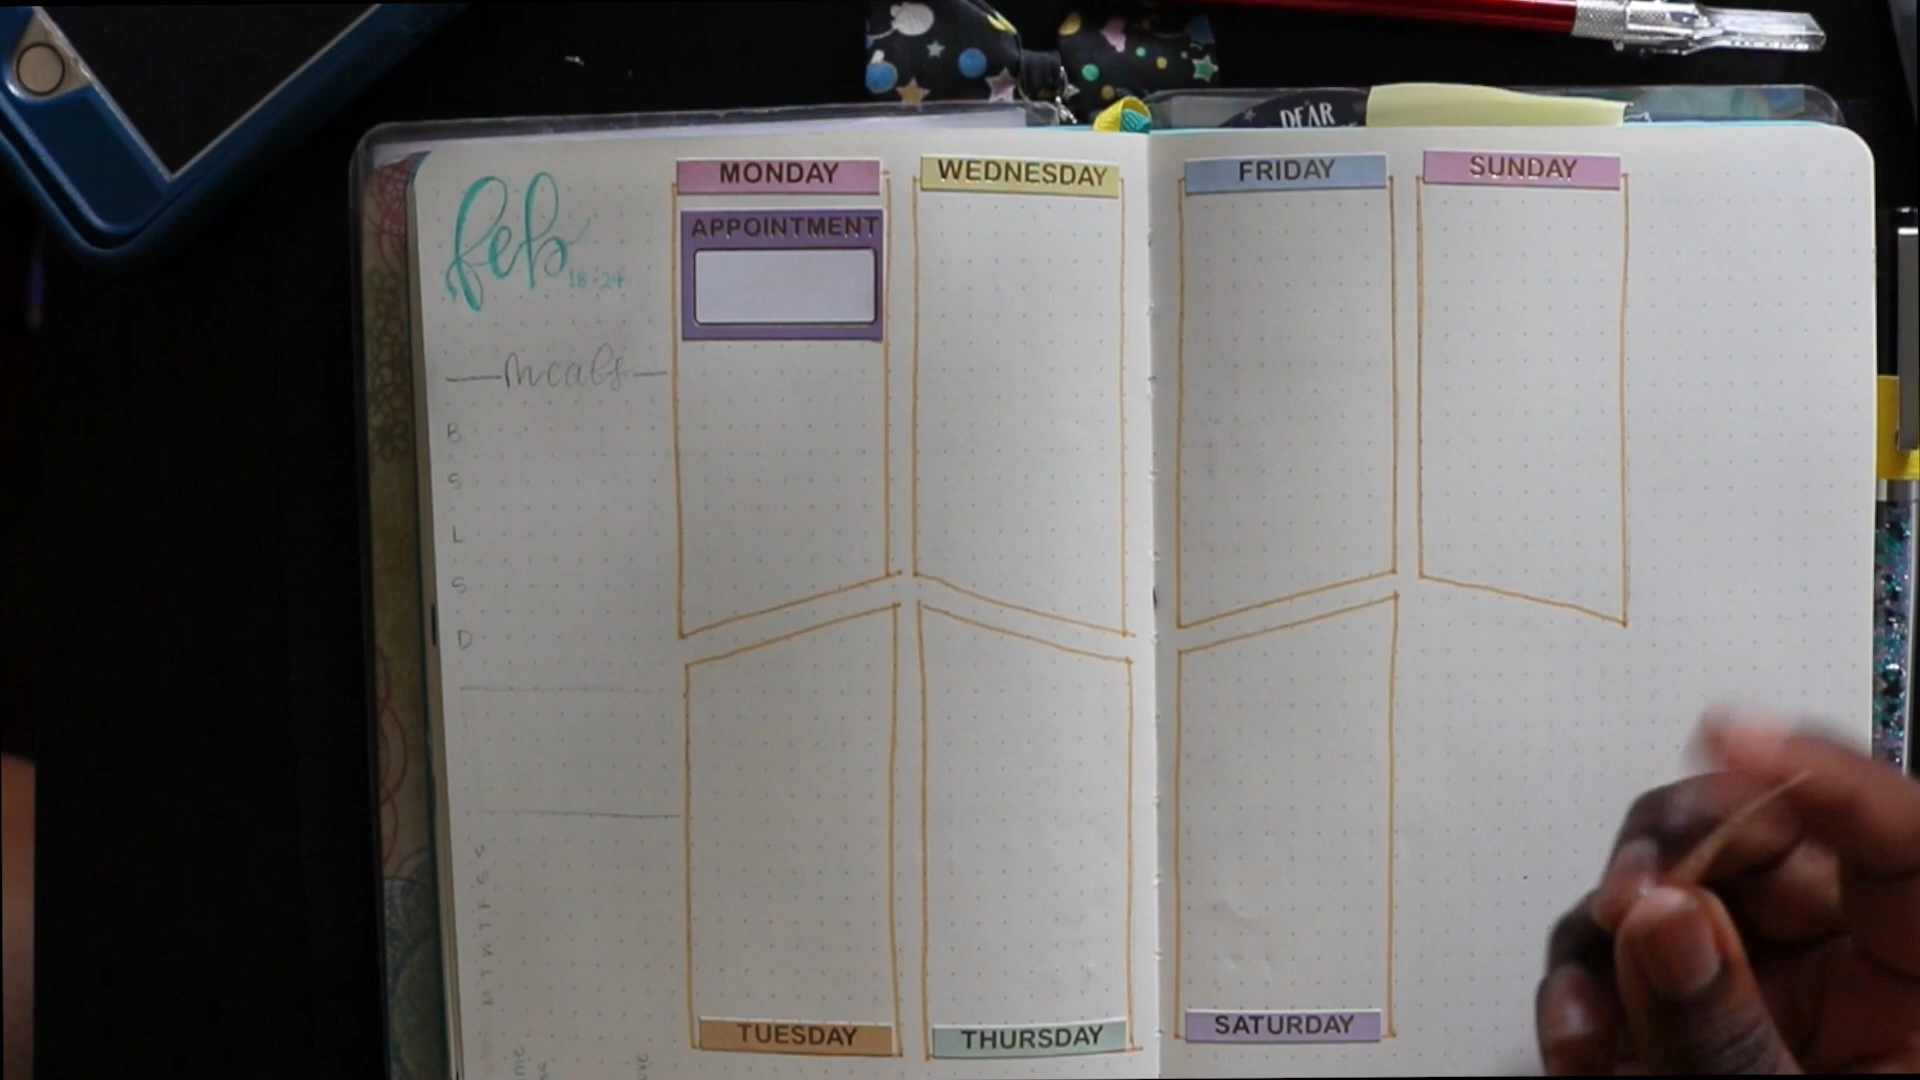 DEAR
feb
18-24
MONDAY
WEDNESDAY
FRIDAY
SUNDAY
APPOINTMENT
meals
B
S
L
S
D
M T W T F S S
TUESDAY
THURSDAY
SATURDAY